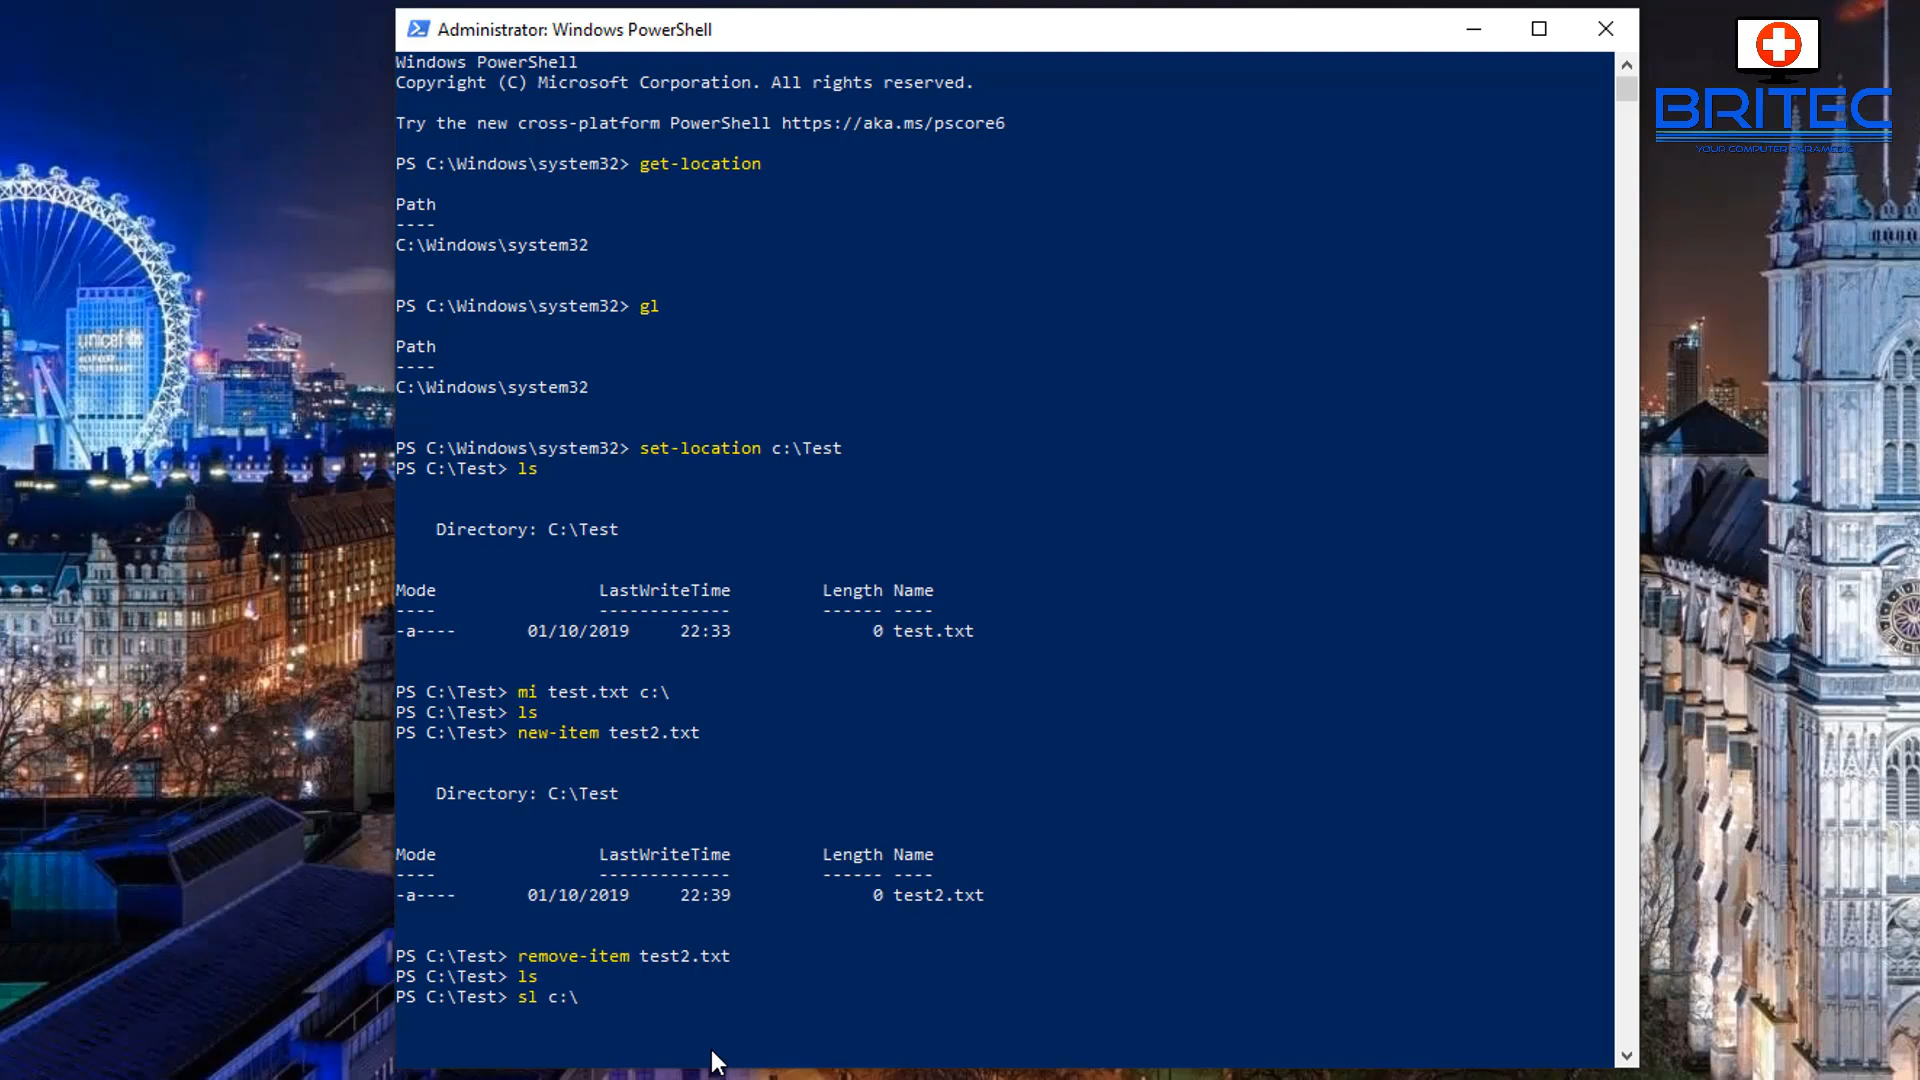 Administrator: Windows PowerShell
Windows PowerShell
Copyright (C) Microsoft Corporation. All rights reserved.
Try the new cross-platform PowerShell https://aka.ms/pscore6
PS C:\Windows\system32> get-location
Path
----
C:\Windows\system32
PS C:\Windows\system32> gl
Path
----
C:\Windows\system32
PS C:\Windows\system32> set-location c:\Test
PS C:\Test> ls
Directory: C:\Test
Mode LastWriteTime Length Name
---- ------------- ------ ----
-a---- 01/10/2019 22:33 0 test.txt
PS C:\Test> mi test.txt c:\
PS C:\Test> ls
PS C:\Test> new-item test2.txt
Directory: C:\Test
Mode LastWriteTime Length Name
---- ------------- ------ ----
-a---- 01/10/2019 22:39 0 test2.txt
PS C:\Test> remove-item test2.txt
PS C:\Test> ls
PS C:\Test> sl c:\
BRITEC
YOUR COMPUTER PARAMEDIC
unicef